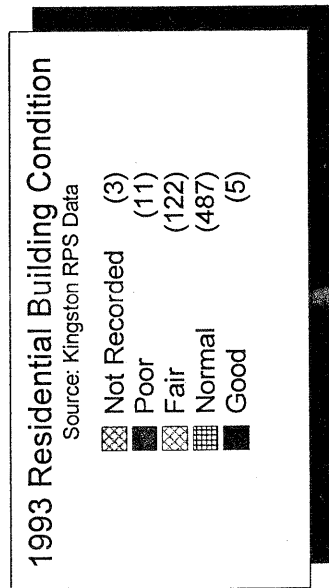 1993 Residential Building Condition
Source: Kingston RPS Data
Not Recorded (3)
Poor (11)
Fair (122)
Normal (487)
Good (5)